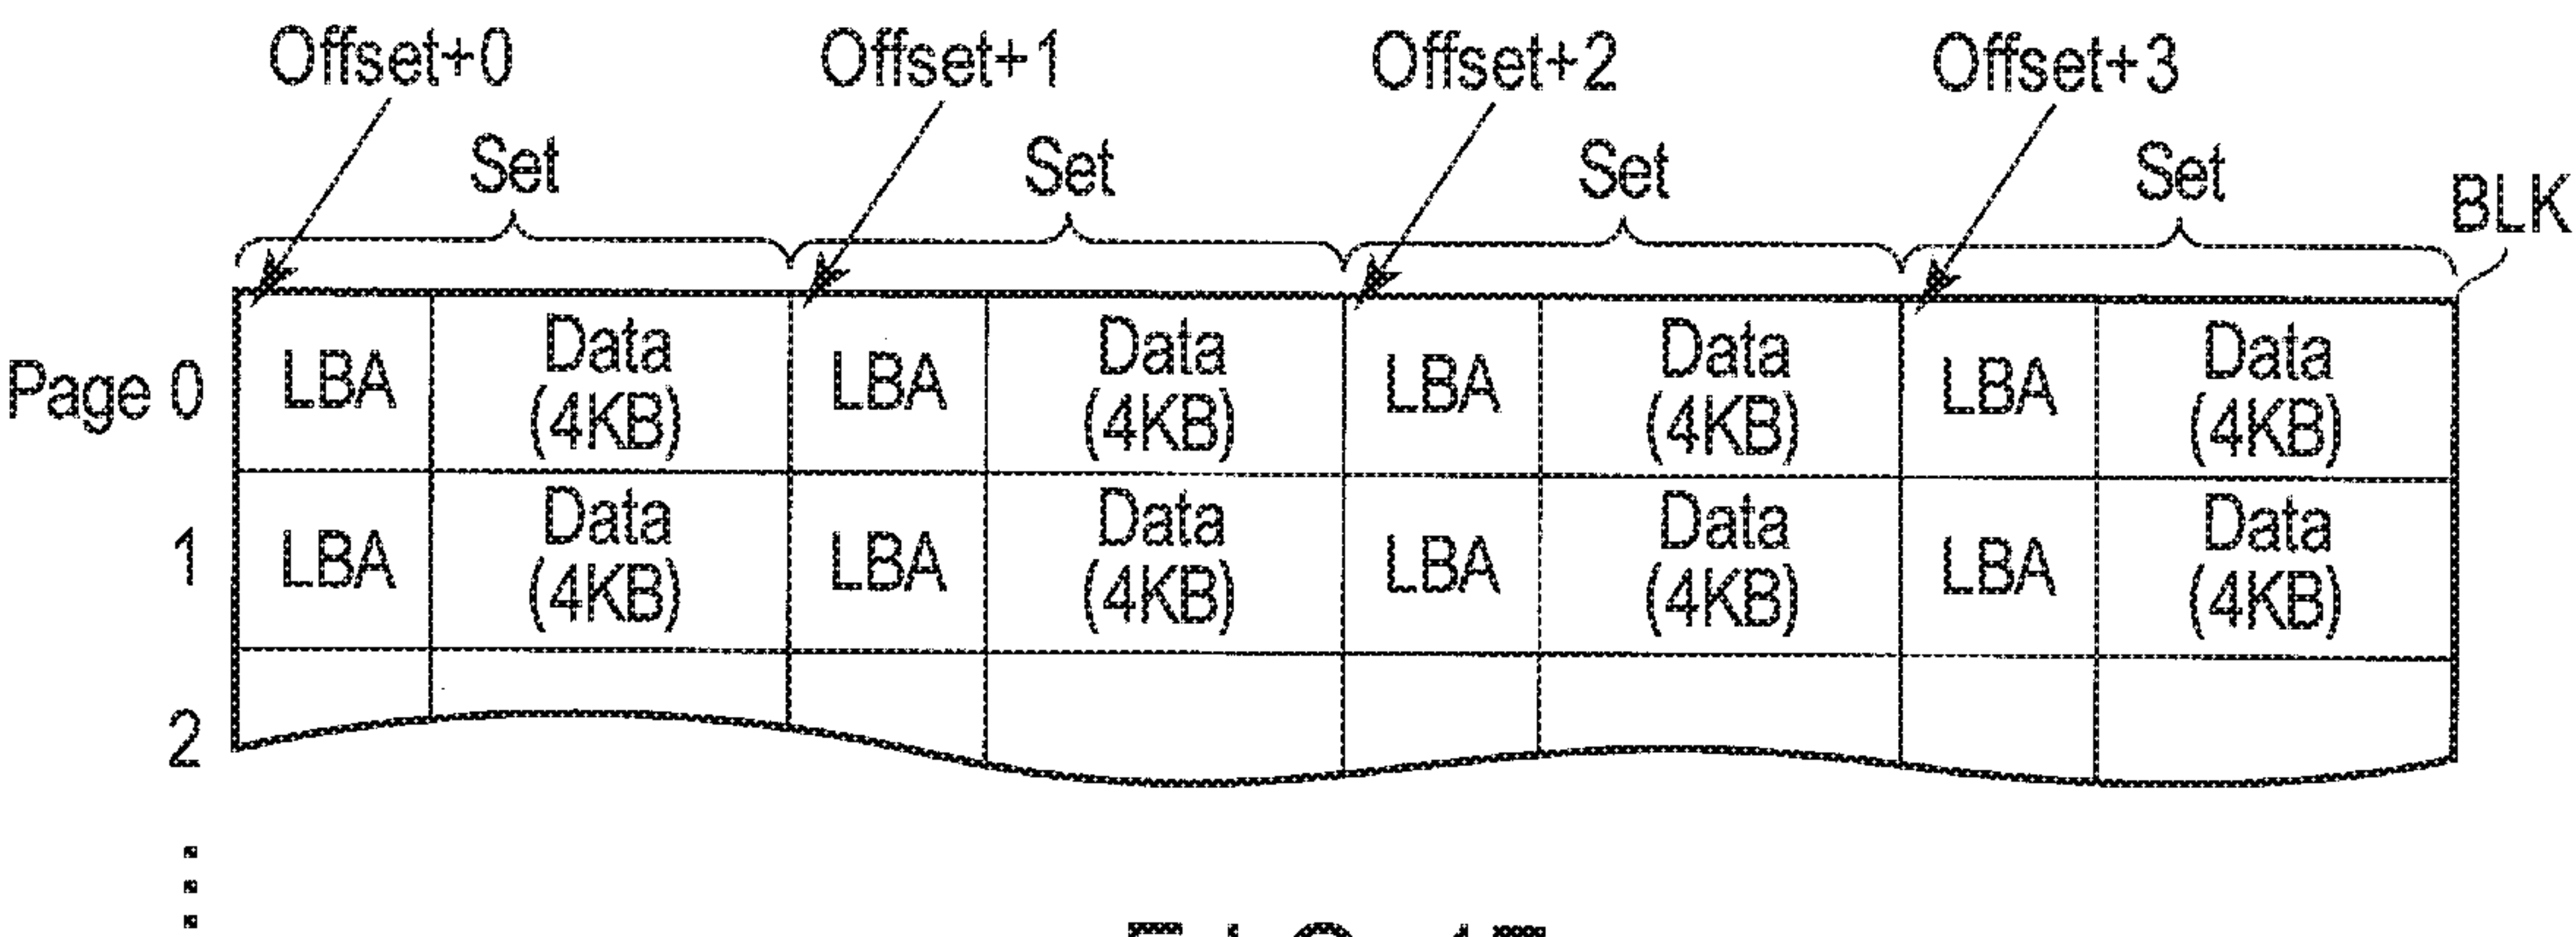 Offset+0 Offset+1 Offset+2 Offset+3
Set Set Set Set BLK
Page 0 LBA Data (4KB) LBA Data (4KB) LBA Data (4KB) LBA Data (4KB)
1 LBA Data (4KB) LBA Data (4KB) LBA Data (4KB) LBA Data (4KB)
2